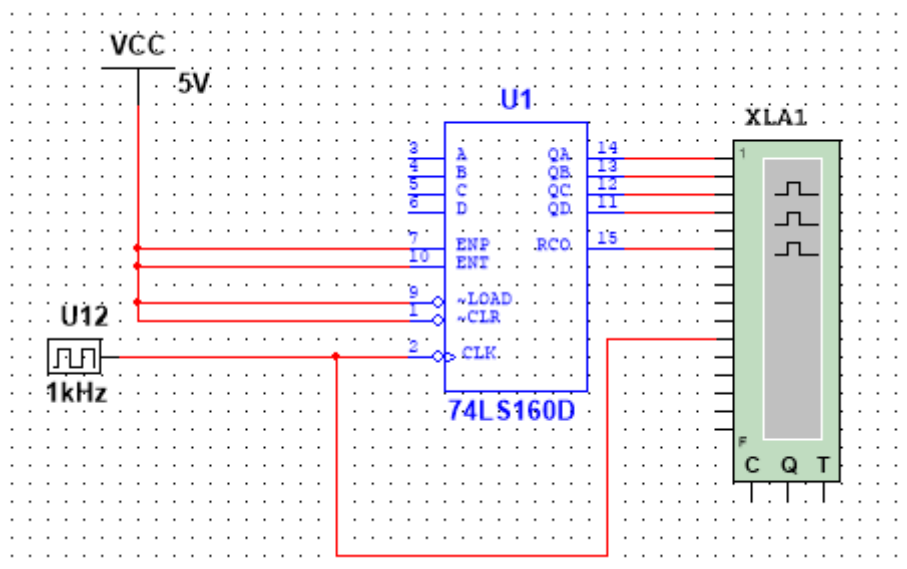 VCC
5V
U1
XLA1
3 A QA 14
4 B QB 13
5 C QC 12
6 D QD 11
7 ENP RCO 15
10 ENT
9 ~LOAD
1 ~CLR
2 CLK
U12
1kHz
74LS160D
1
F
C Q T